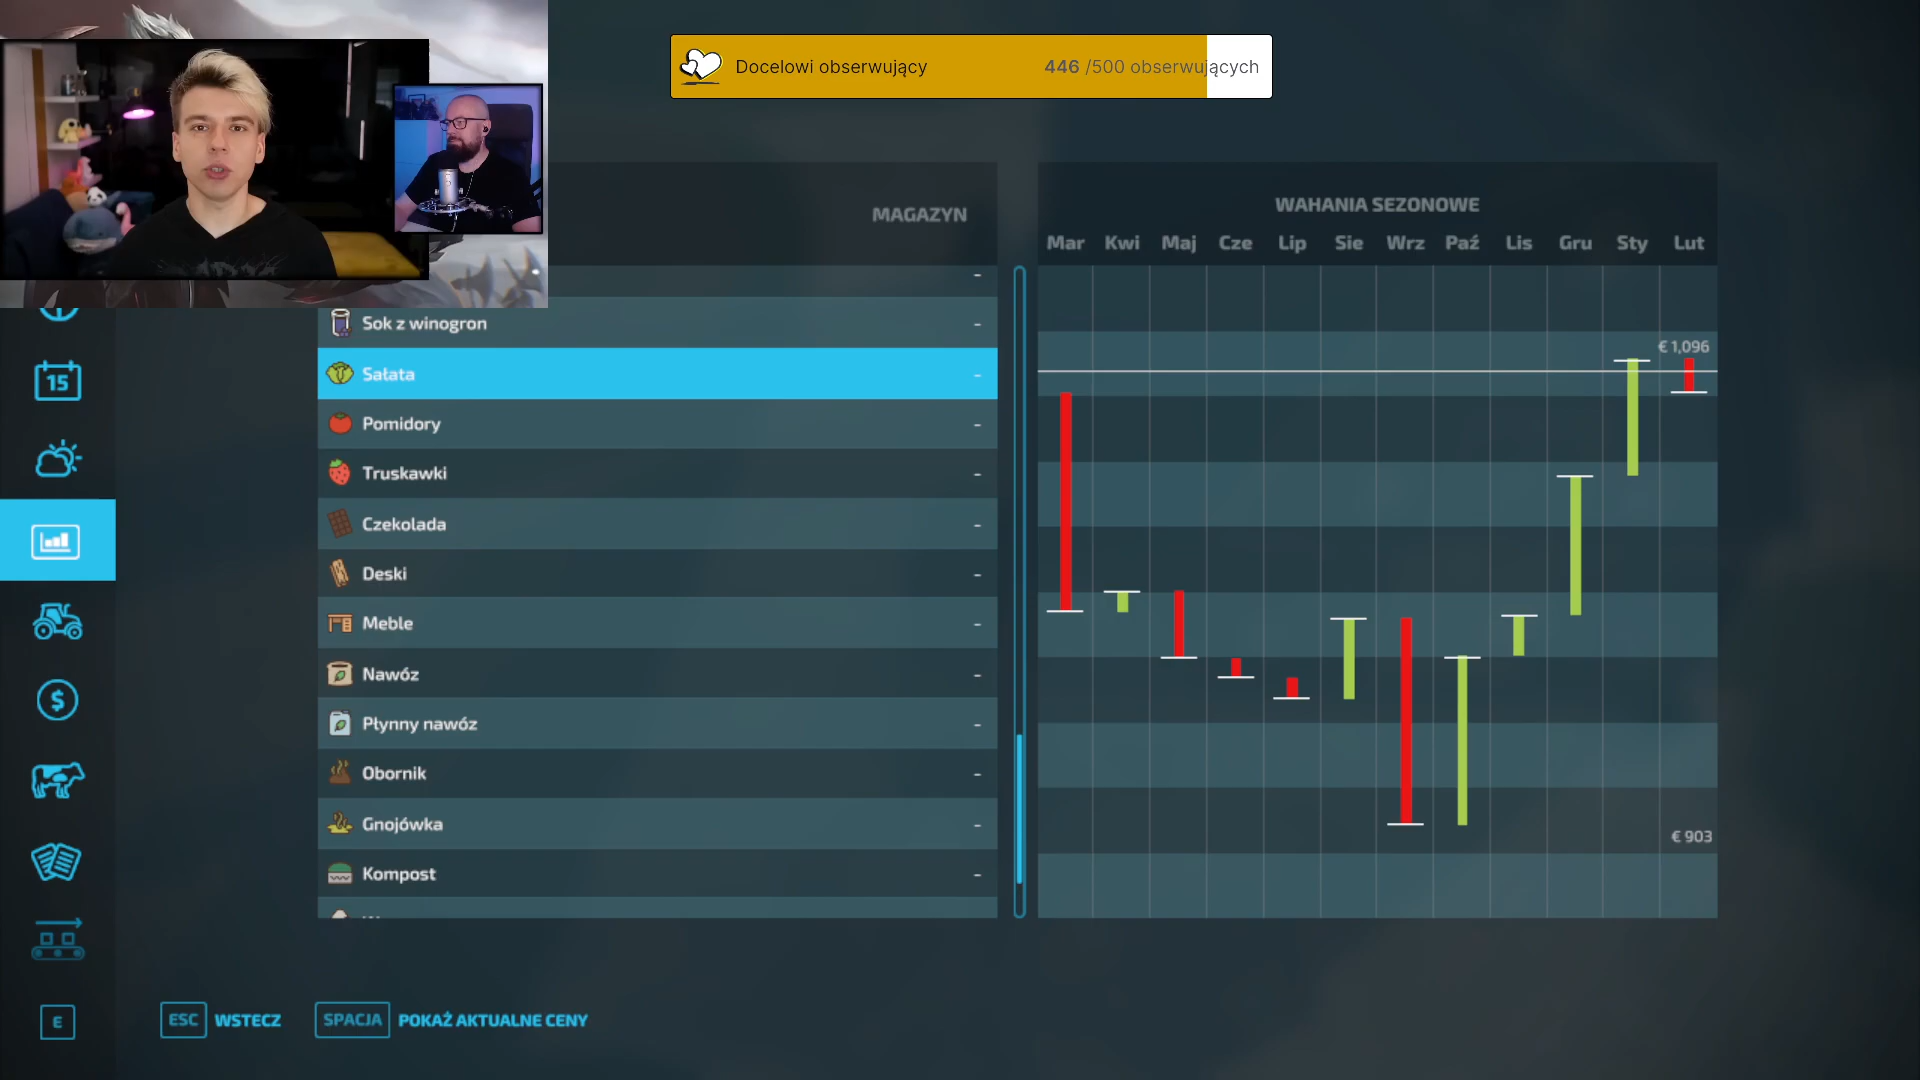 Docelowi obserwujący 446 /500 obserwujących
MAGAZYN
WAHANIA SEZONOWE
Mar Kwi Maj Cze Lip Sie Wrz Paź Lis Gru Sty Lut
-
Sok z winogron -
Sałata -
Pomidory -
Truskawki -
Czekolada -
Deski -
Meble -
Nawóz -
Płynny nawóz -
Obornik -
Gnojówka -
Kompost -
€ 1,096
€ 903
15
$
E
ESC WSTECZ SPACJA POKAŻ AKTUALNE CENY